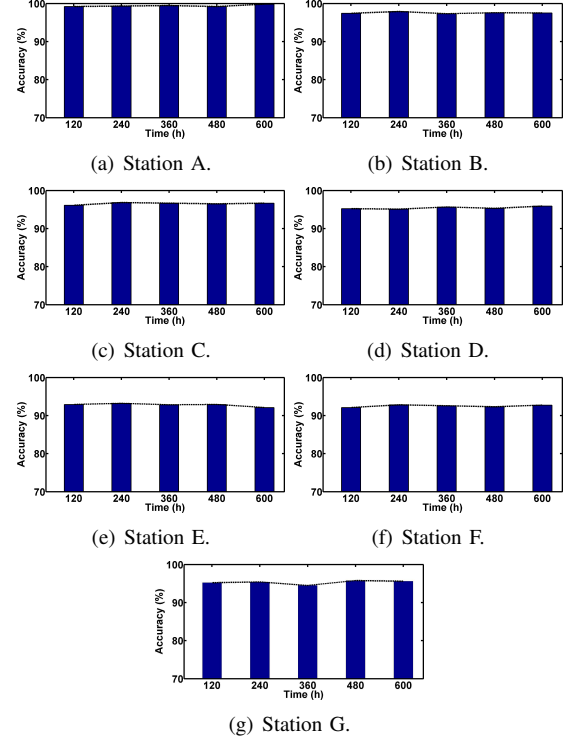 100
90
80
70
Accuracy (%)
120 240 360 480 600
Time (h)
(a) Station A.
100
90
80
70
Accuracy (%)
120 240 360 480 600
Time (h)
(b) Station B.
100
90
80
70
Accuracy (%)
120 240 360 480 600
Time (h)
(c) Station C.
100
90
80
70
Accuracy (%)
120 240 360 480 600
Time (h)
(d) Station D.
100
90
80
70
Accuracy (%)
120 240 360 480 600
Time (h)
(e) Station E.
100
90
80
70
Accuracy (%)
120 240 360 480 600
Time (h)
(f) Station F.
100
90
80
70
Accuracy (%)
120 240 360 480 600
Time (h)
(g) Station G.